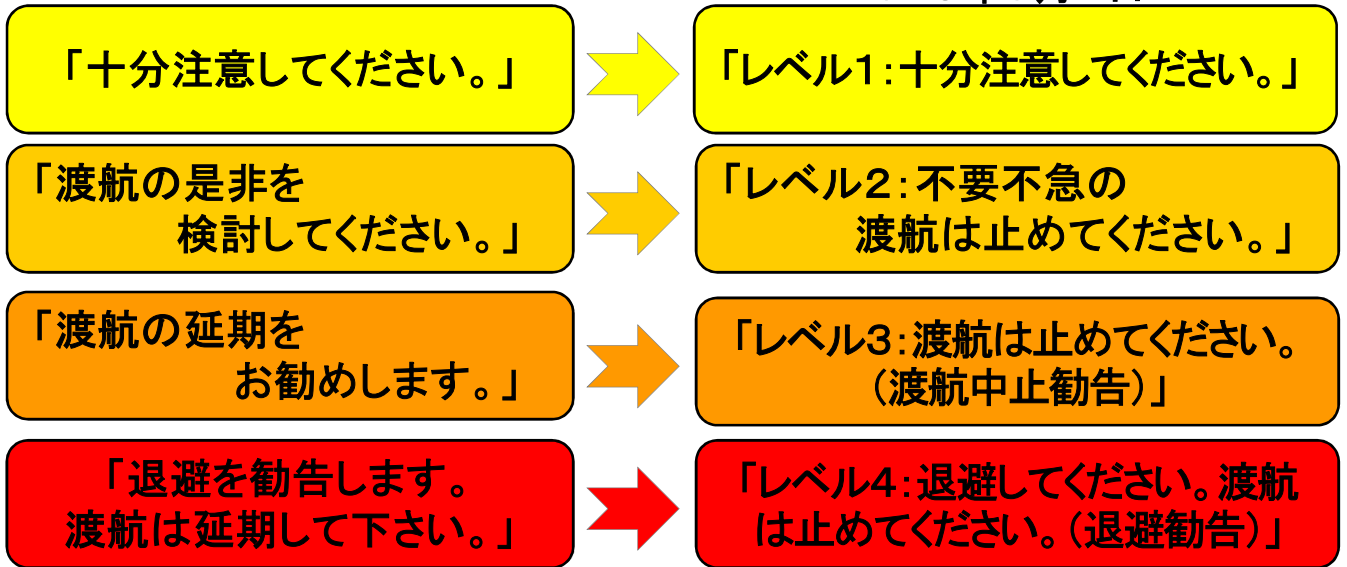 「十分注意してください。」
「レベル１：十分注意してください。」
「渡航の是非を
検討してください。」
「レベル２：不要不急の
渡航は止めてください。」
「渡航の延期を
お勧めします。」
「レベル３：渡航は止めてください。
（渡航中止勧告）」
「退避を勧告します。
渡航は延期して下さい。」
「レベル４：退避してください。渡航
は止めてください。（退避勧告）」